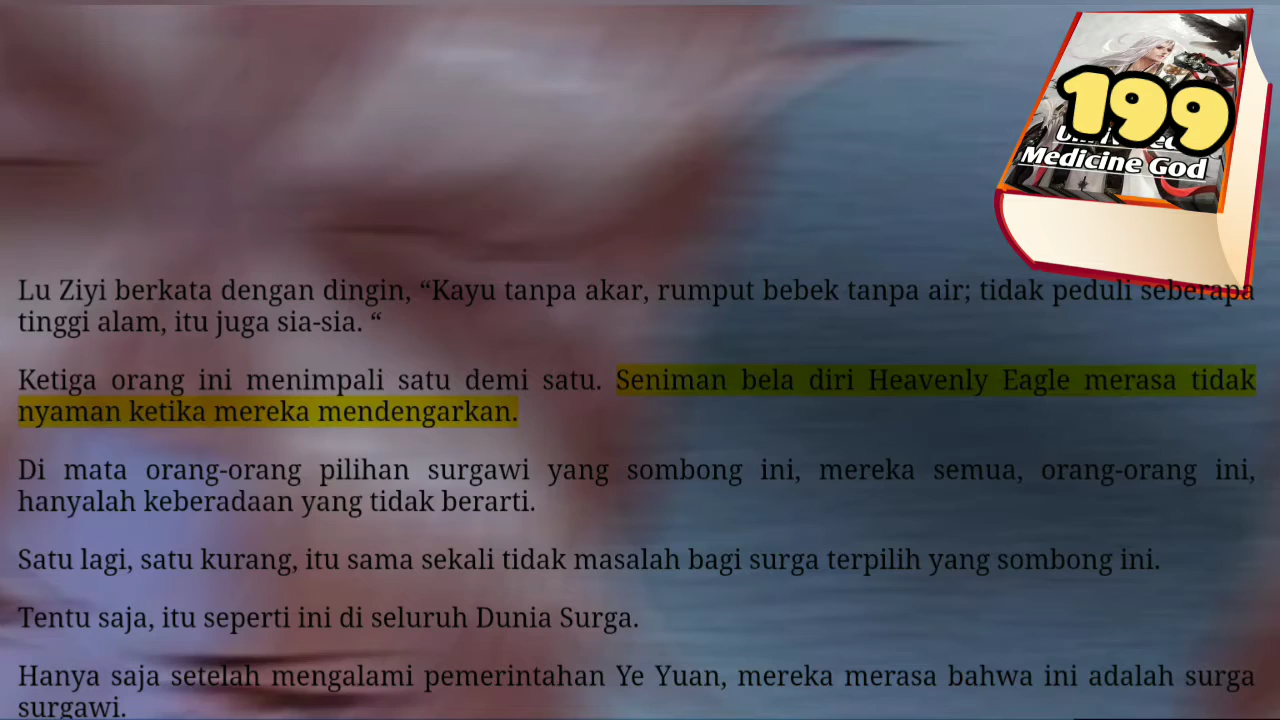 199
Medicine God
Lu Ziyi berkata dengan dingin, “Kayu tanpa akar, rumput bebek tanpa air; tidak peduli seberapa
tinggi alam, itu juga sia-sia. “
Ketiga orang ini menimpali satu demi satu. Seniman bela diri Heavenly Eagle merasa tidak
nyaman ketika mereka mendengarkan.
Di mata orang-orang pilihan surgawi yang sombong ini, mereka semua, orang-orang ini,
hanyalah keberadaan yang tidak berarti.
Satu lagi, satu kurang, itu sama sekali tidak masalah bagi surga terpilih yang sombong ini.
Tentu saja, itu seperti ini di seluruh Dunia Surga.
Hanya saja setelah mengalami pemerintahan Ye Yuan, mereka merasa bahwa ini adalah surga
surgawi.